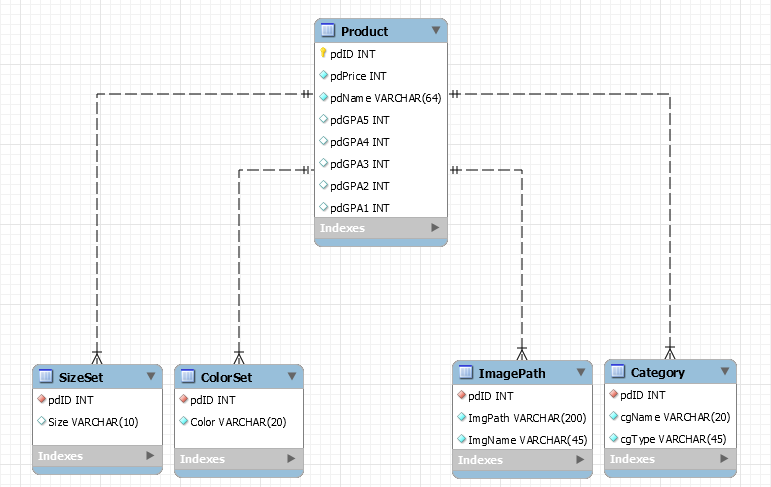 Product
pdID INT
pdPrice INT
pdName VARCHAR(64)
pdGPA5 INT
pdGPA4 INT
pdGPA3 INT
pdGPA2 INT
pdGPA1 INT
Indexes
SizeSet
pdID INT
Size VARCHAR(10)
Indexes
ColorSet
pdID INT
Color VARCHAR(20)
Indexes
ImagePath
pdID INT
ImgPath VARCHAR(200)
ImgName VARCHAR(45)
Indexes
Category
pdID INT
cgName VARCHAR(20)
cgType VARCHAR(45)
Indexes